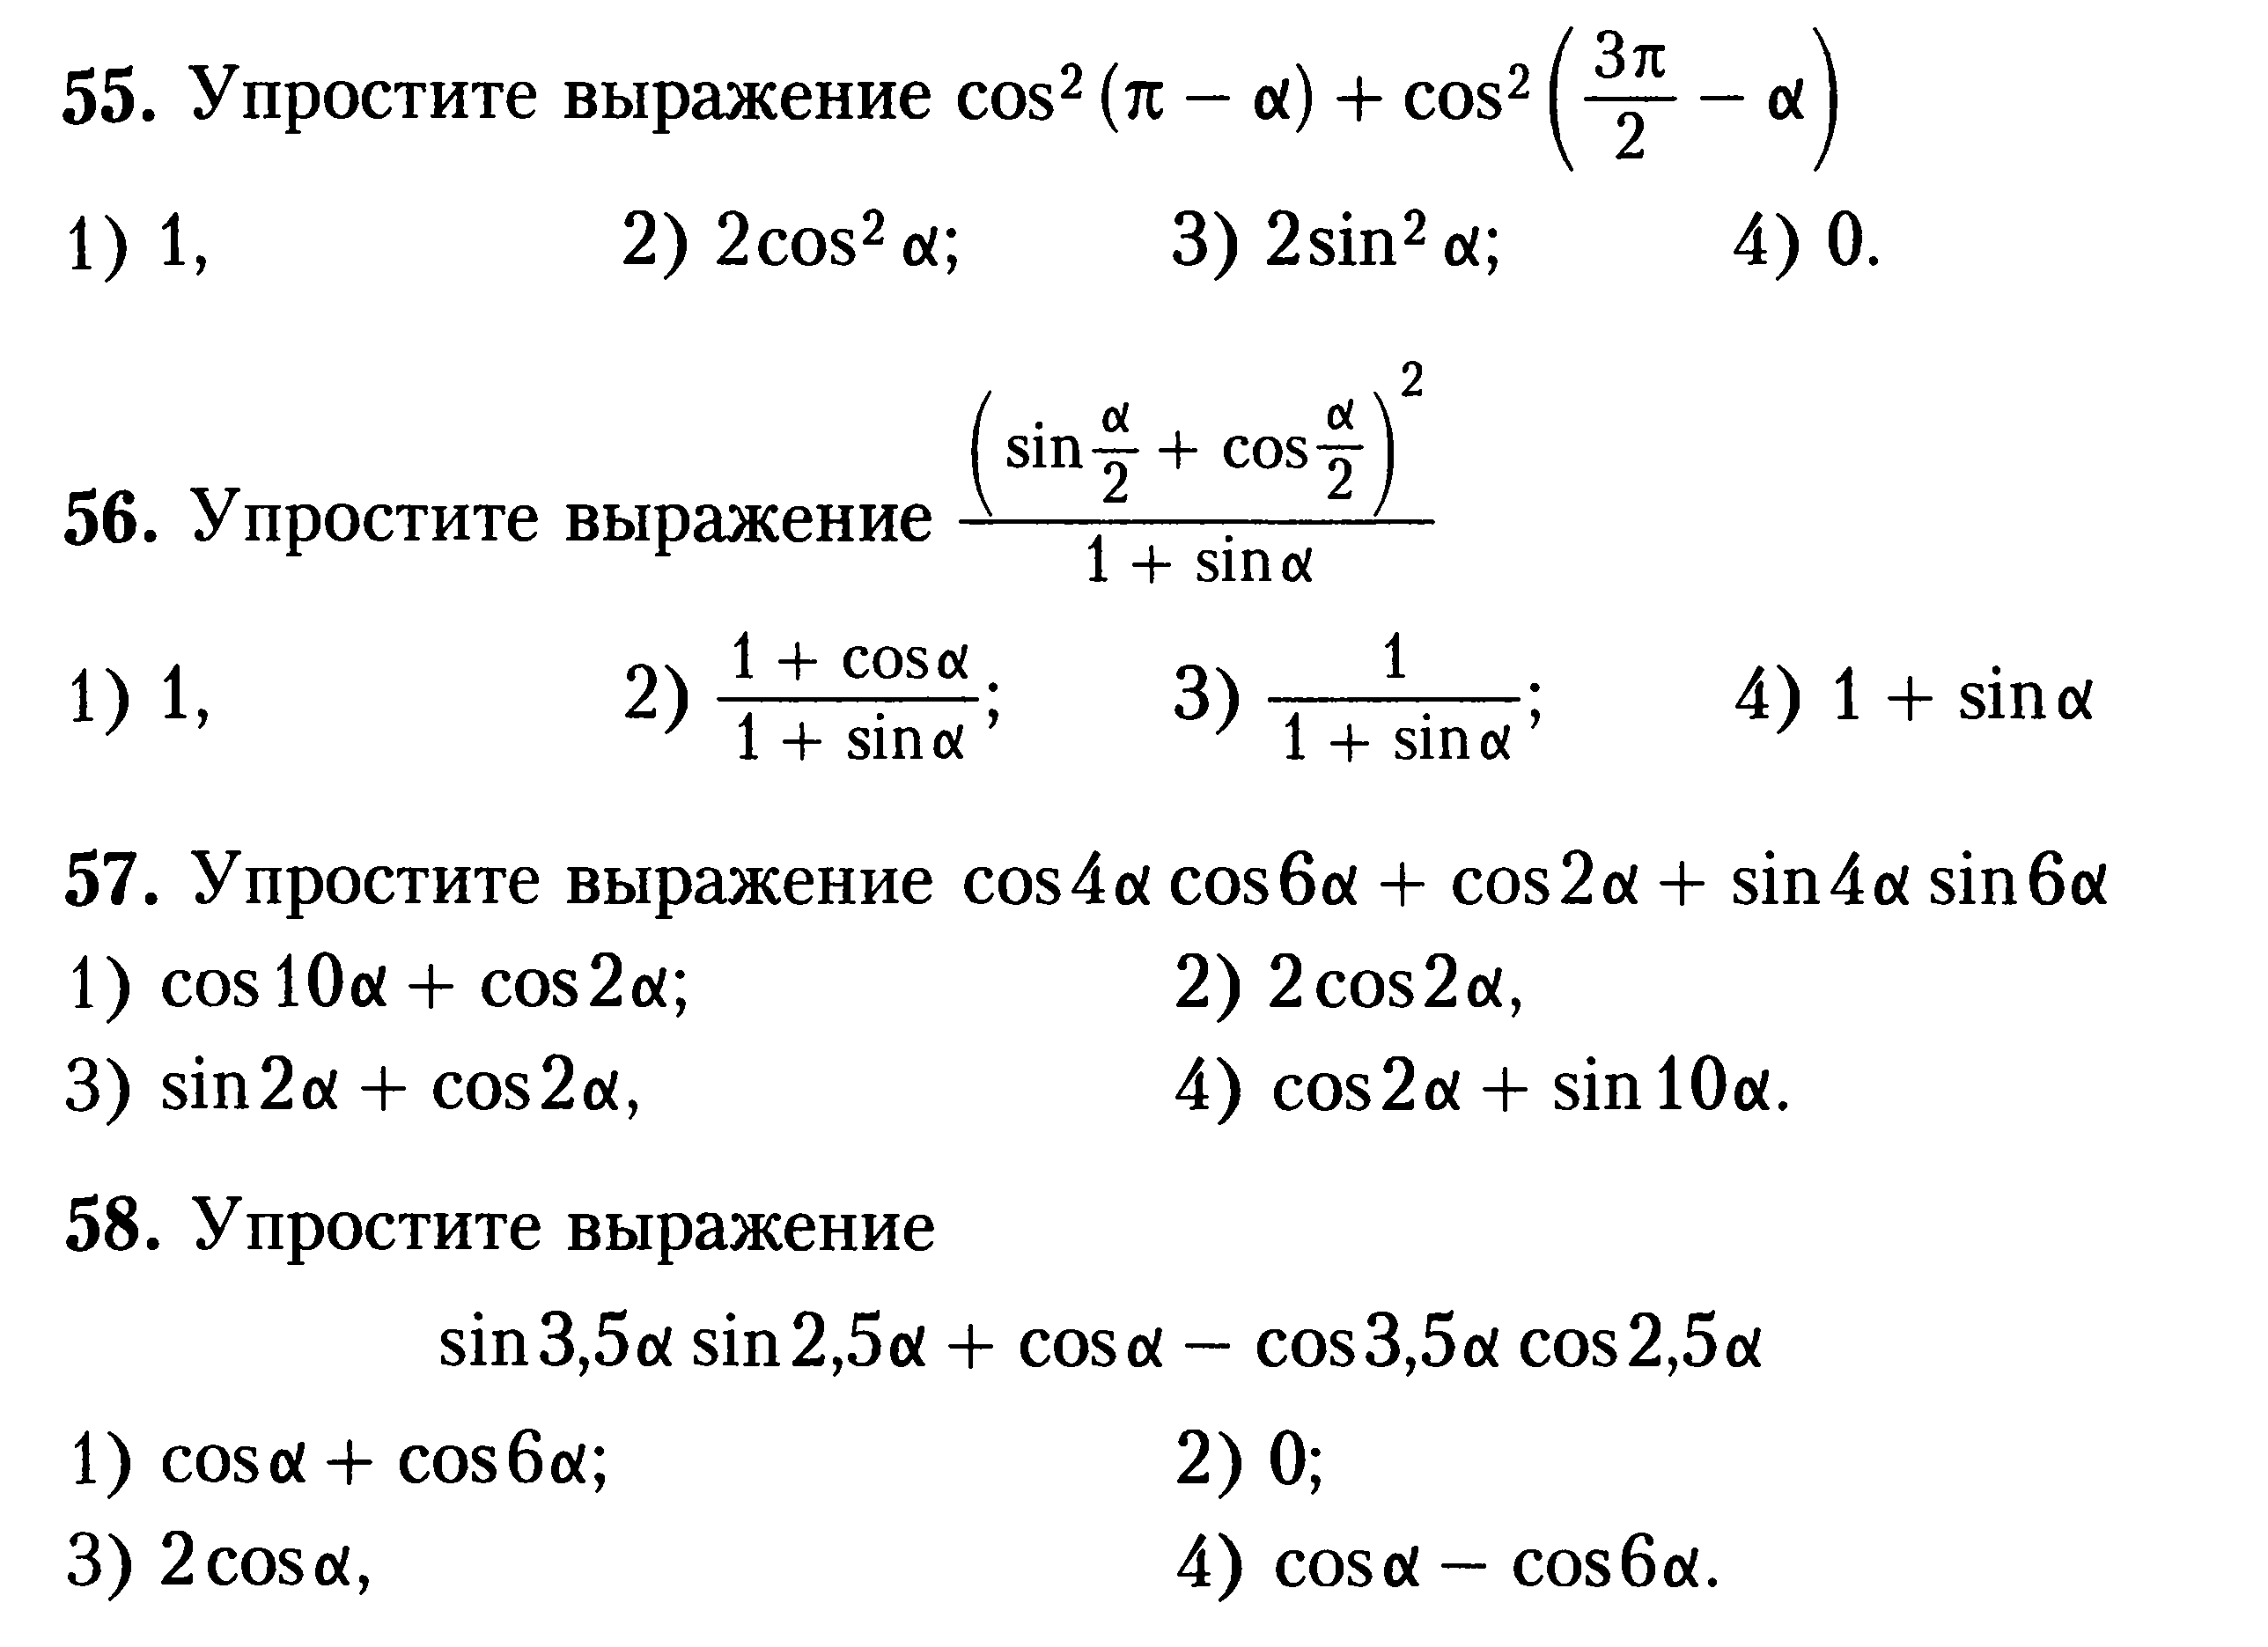 55. Упростите выражение cos² (π − α) + cos² (3π/2 − α)
1) 1, 2) 2cos² α; 3) 2sin² α; 4) 0.
56. Упростите выражение (sin α/2 + cos α/2)² / (1 + sin α)
1) 1, 2) (1 + cos α)/(1 + sin α); 3) 1/(1 + sin α); 4) 1 + sin α
57. Упростите выражение cos 4α cos 6α + cos 2α + sin 4α sin 6α
1) cos 10α + cos 2α; 2) 2 cos 2α,
3) sin 2α + cos 2α, 4) cos 2α + sin 10α.
58. Упростите выражение
sin 3,5α sin 2,5α + cos α − cos 3,5α cos 2,5α
1) cos α + cos 6α; 2) 0;
3) 2 cos α, 4) cos α − cos 6α.